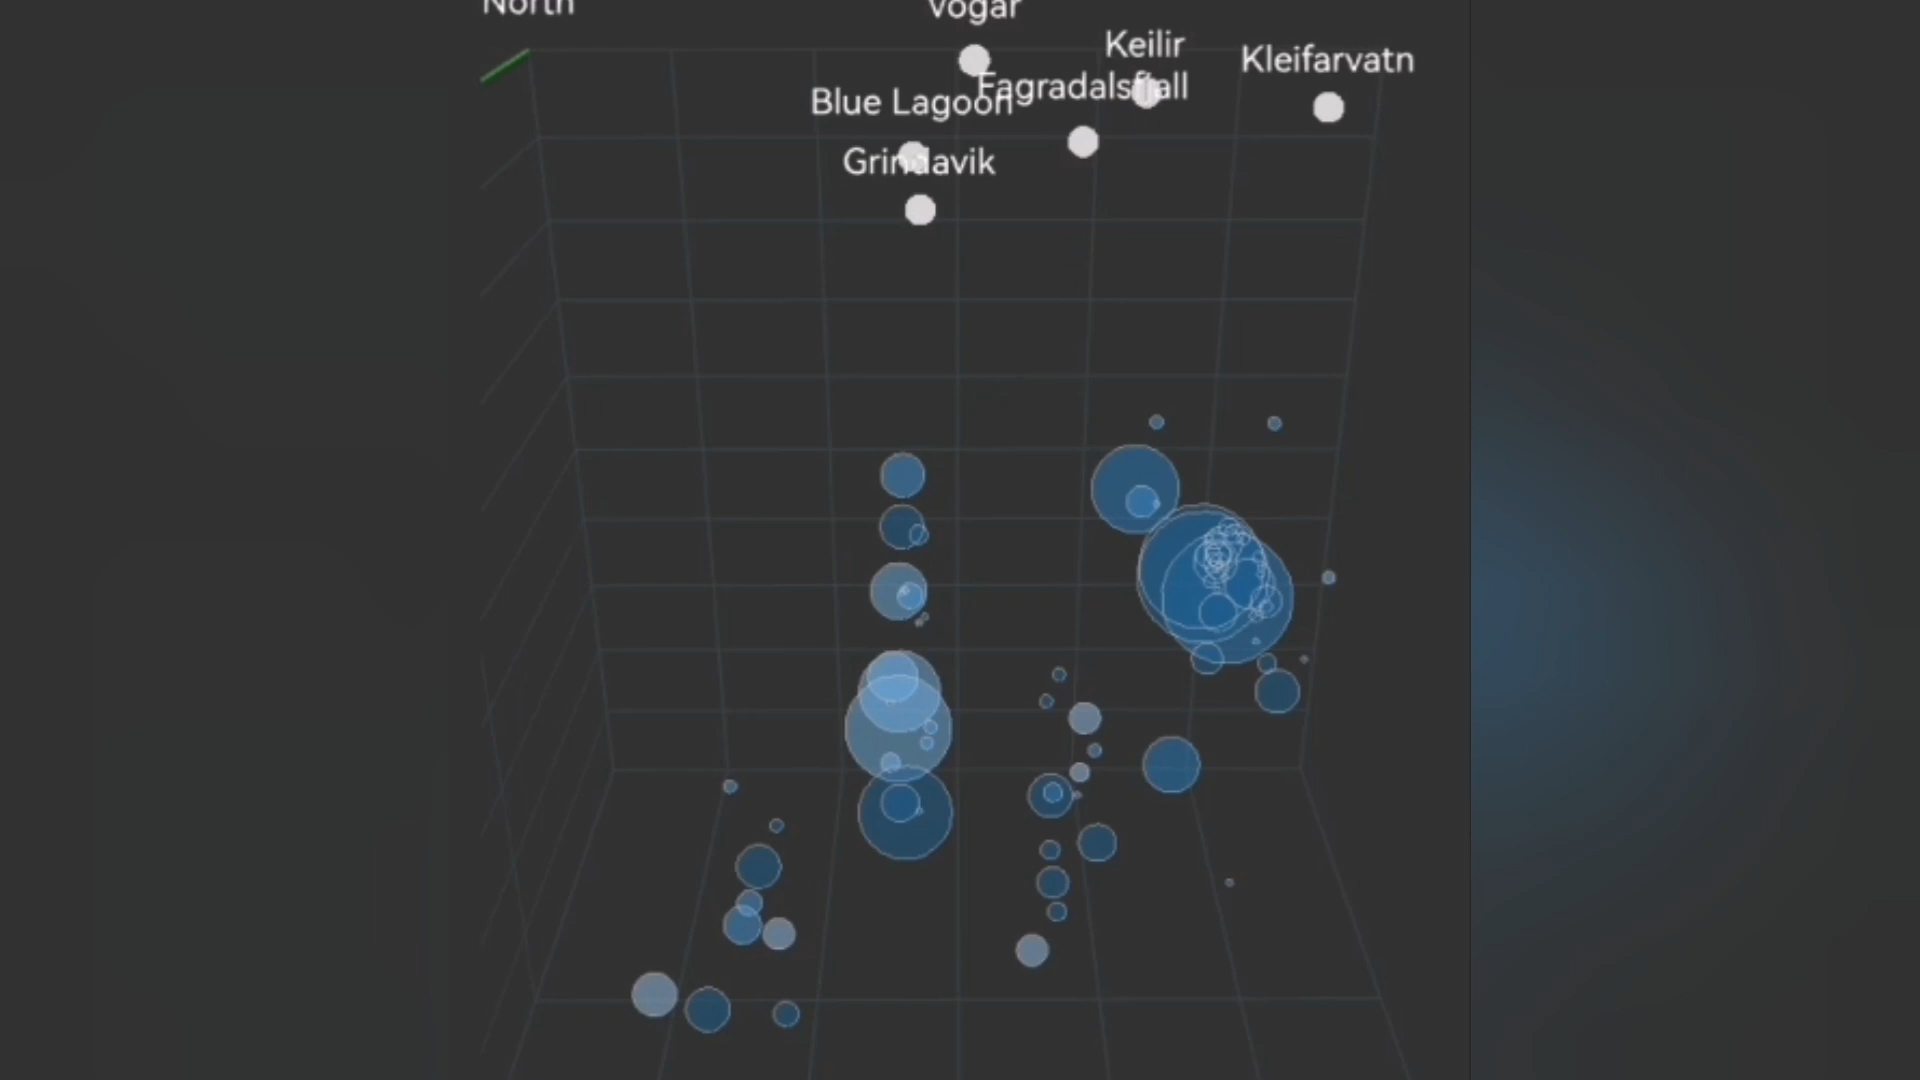 North
Vogar
Keilir
Kleifarvatn
Fagradalsfjall
Blue Lagoon
Grindavik